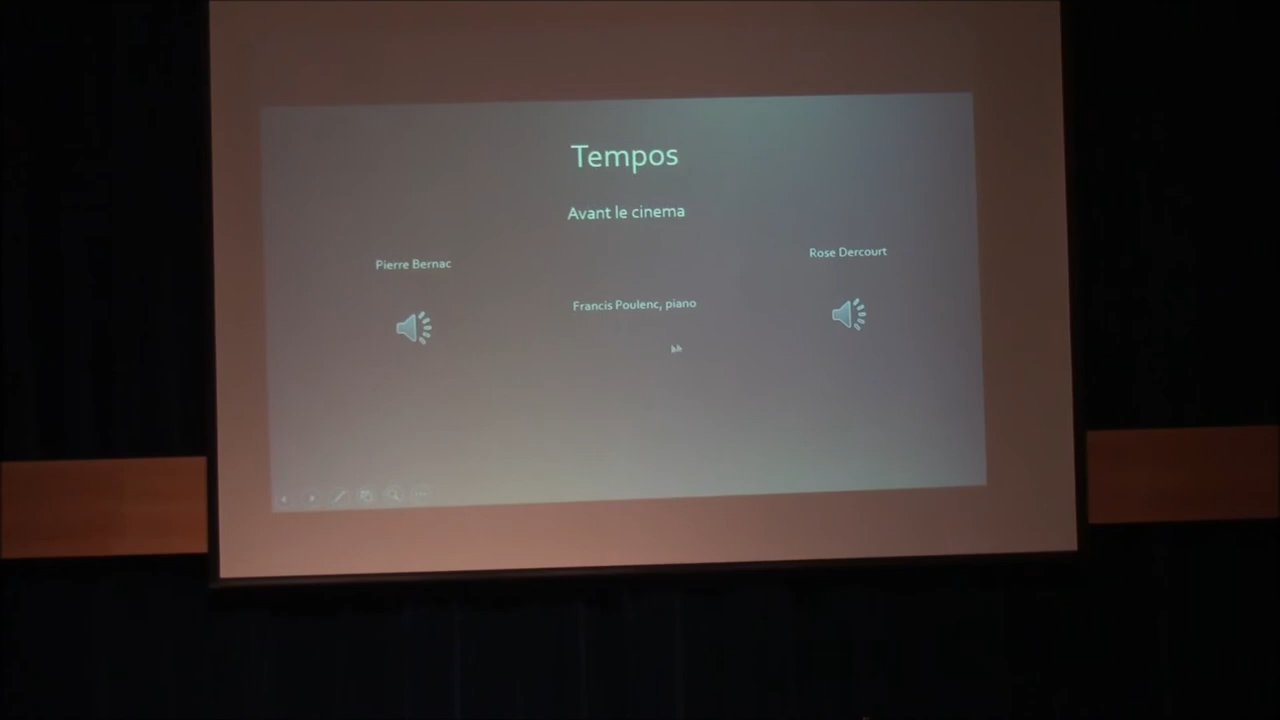 Tempos
Avant le cinema
Pierre Bernac
Rose Dercourt
Francis Poulenc, piano